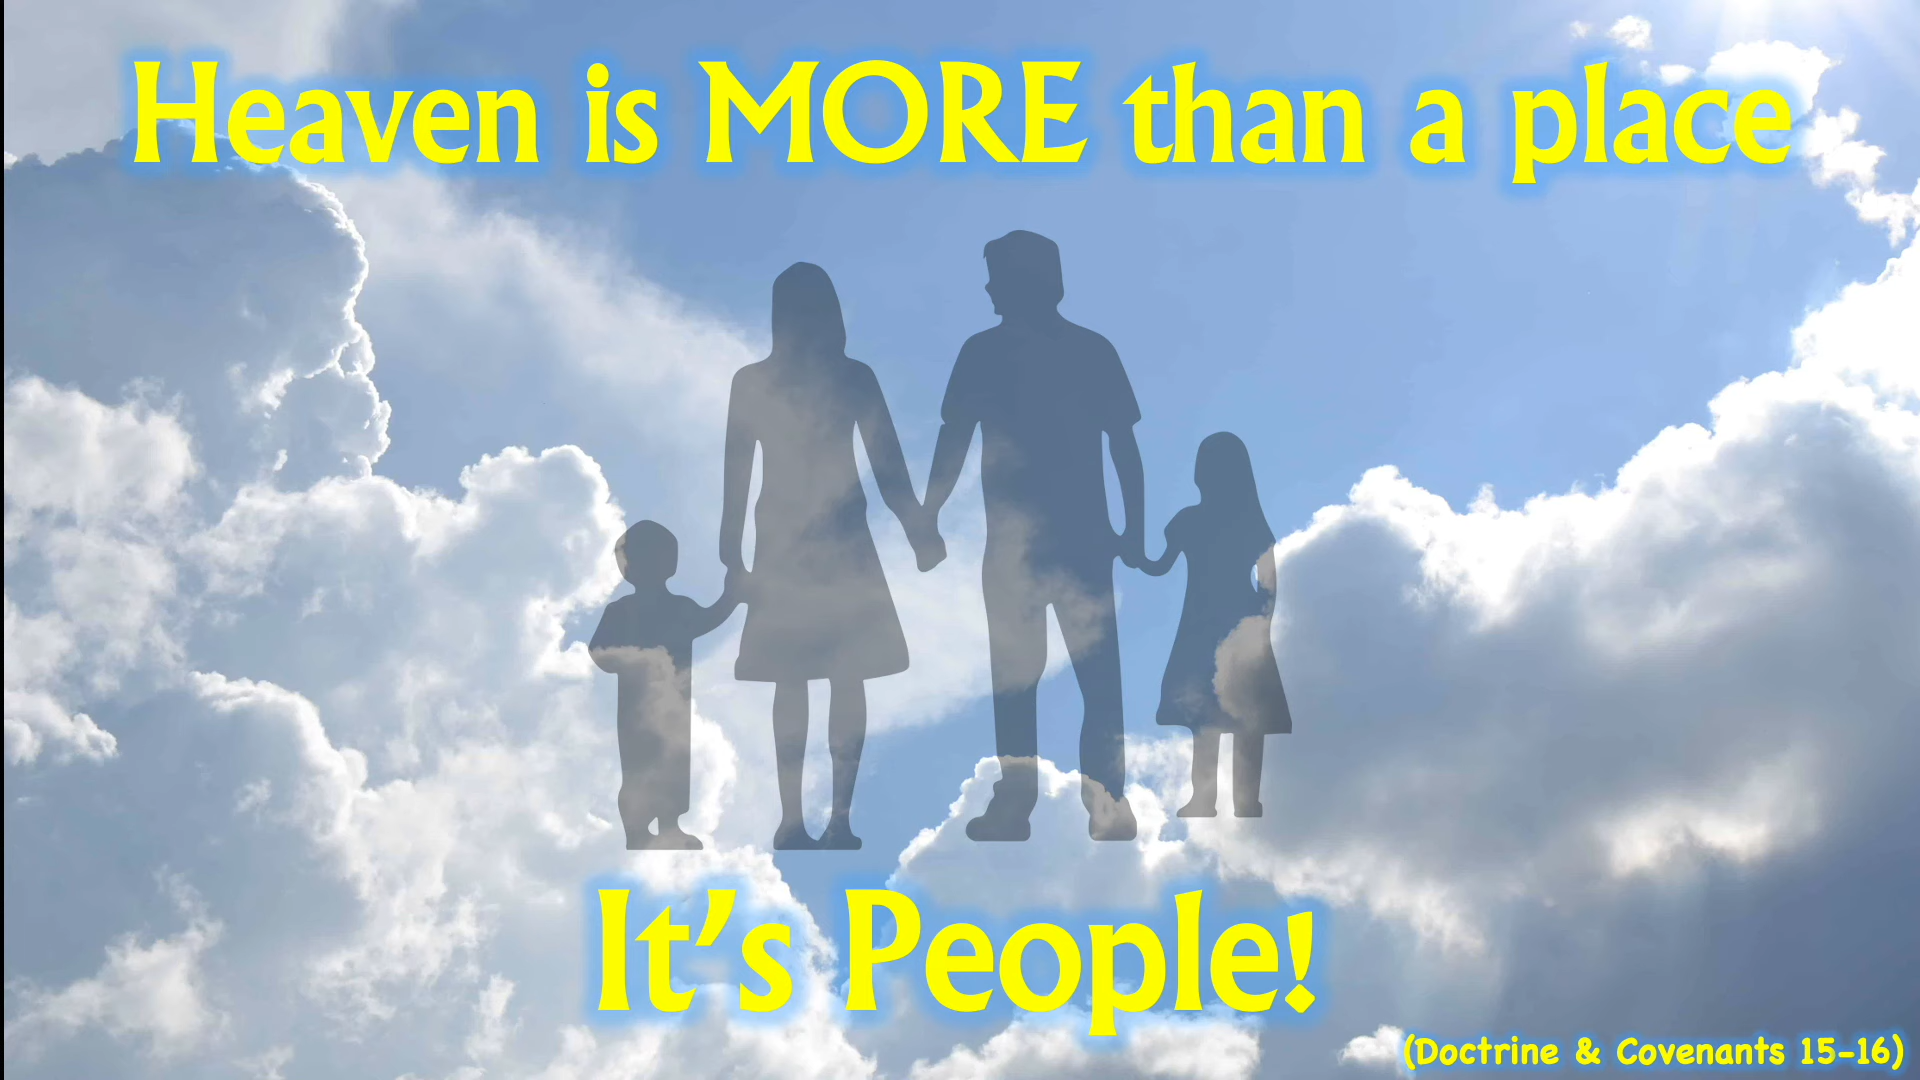 Heaven is MORE than a place
It’s People!
(Doctrine & Covenants 15-16)